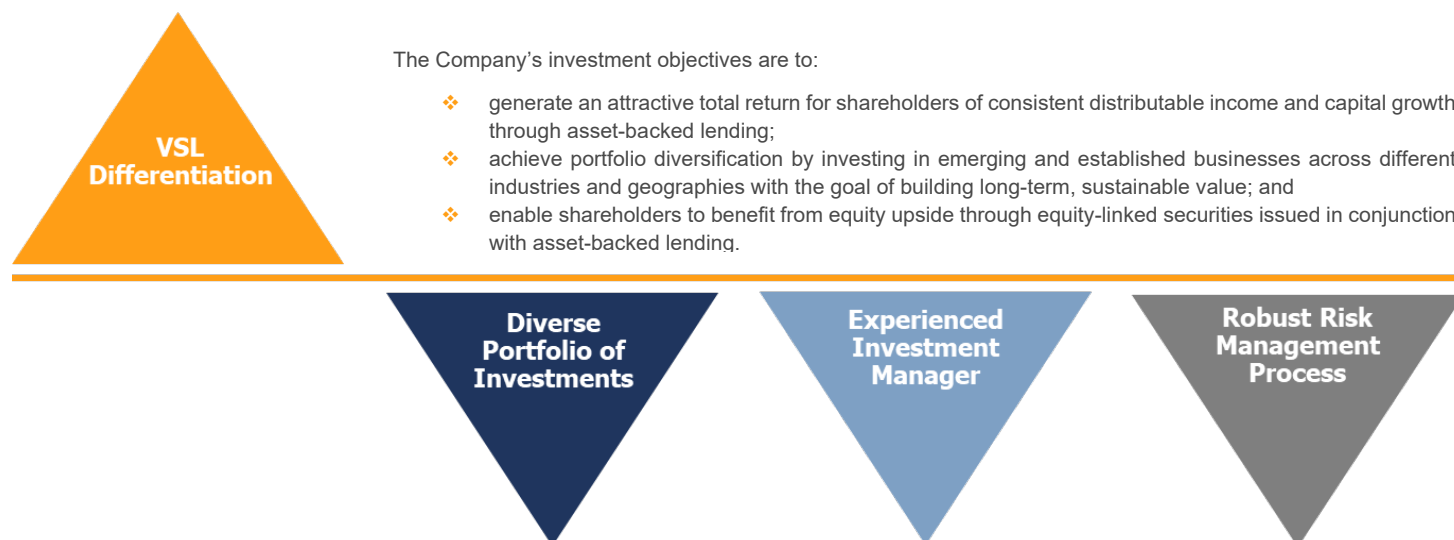 VSL
Differentiation
The Company’s investment objectives are to:
❖ generate an attractive total return for shareholders of consistent distributable income and capital growth
through asset-backed lending;
❖ achieve portfolio diversification by investing in emerging and established businesses across different
industries and geographies with the goal of building long-term, sustainable value; and
❖ enable shareholders to benefit from equity upside through equity-linked securities issued in conjunction
with asset-backed lending.
Diverse
Portfolio of
Investments
Experienced
Investment
Manager
Robust Risk
Management
Process